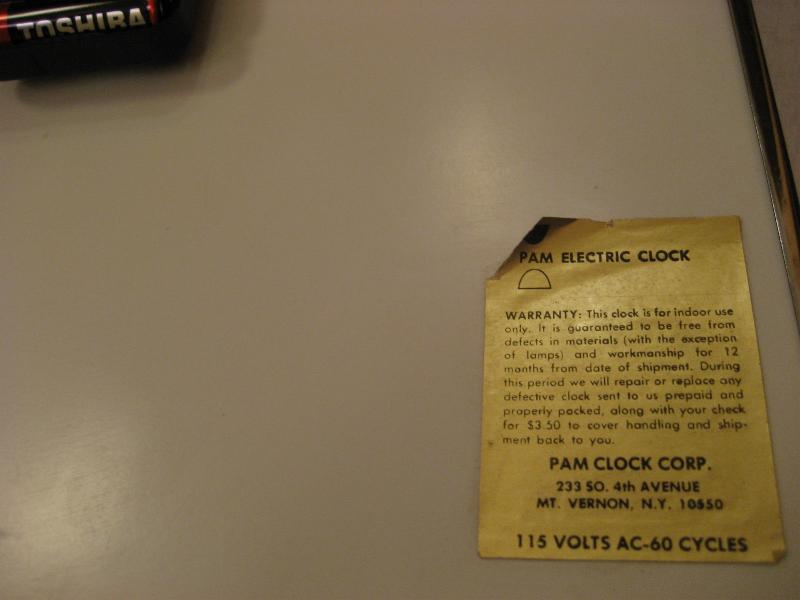 TOSHIBA
PAM ELECTRIC CLOCK
WARRANTY: This clock is for indoor use
only. It is guaranteed to be free from
defects in materials (with the exception
of lamps) and workmanship for 12
months from date of shipment. During
this period we will repair or replace any
defective clock sent to us prepaid and
properly packed, along with your check
for $3.50 to cover handling and ship-
ment back to you.
PAM CLOCK CORP.
233 SO. 4th AVENUE
MT. VERNON, N.Y. 10550
115 VOLTS AC-60 CYCLES